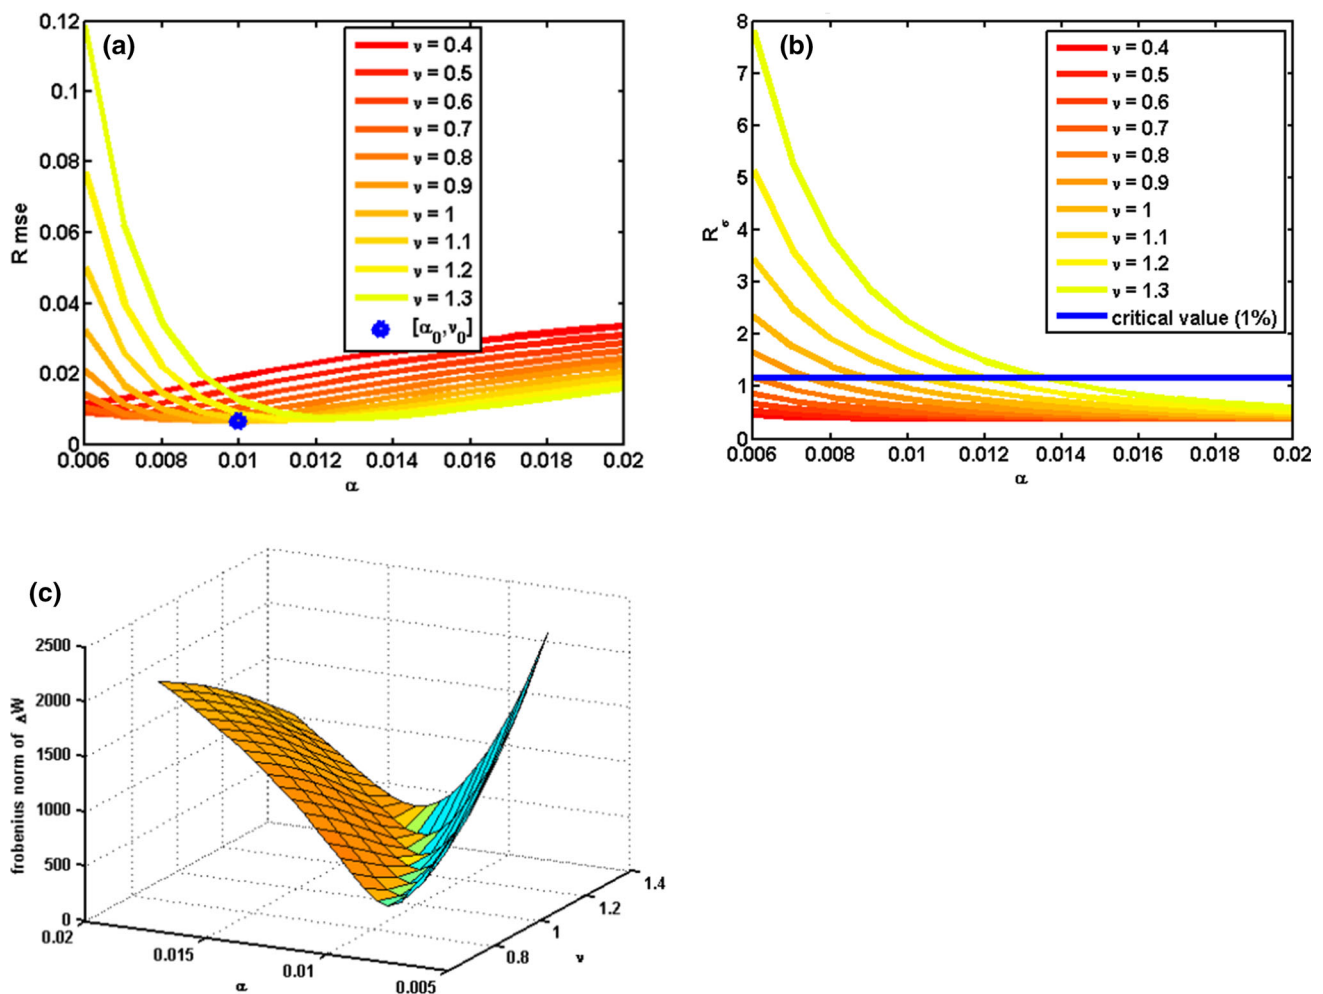 (a)
0.12
0.1
0.08
0.06
0.04
0.02
0
R mse
0.006
0.008
0.01
0.012
0.014
0.016
0.018
0.02
α
ν = 0.4
ν = 0.5
ν = 0.6
ν = 0.7
ν = 0.8
ν = 0.9
ν = 1
ν = 1.1
ν = 1.2
ν = 1.3
[α₀,ν₀]
(b)
8
7
6
5
4
3
2
1
0
R_σ
0.006
0.008
0.01
0.012
0.014
0.016
0.018
0.02
α
ν = 0.4
ν = 0.5
ν = 0.6
ν = 0.7
ν = 0.8
ν = 0.9
ν = 1
ν = 1.1
ν = 1.2
ν = 1.3
critical value (1%)
(c)
2500
2000
1500
1000
500
0
frobenius norm of ΔW
0.02
0.015
0.01
0.005
α
0.8
1
1.2
1.4
ν